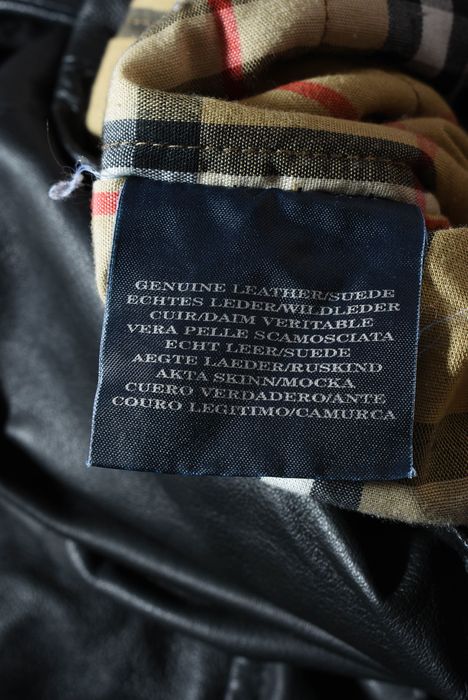 GENUINE LEATHER/SUEDE
ECHTES LEDER/WILDLEDER
CUIR/DAIM VERITABLE
VERA PELLE SCAMOSCIATA
ECHT LEER/SUEDE
AEGTE LAEDER/RUSKIND
AKTA SKINN/MOCKA
CUERO VERDADERO/ANTE
COURO LEGITIMO/CAMURCA